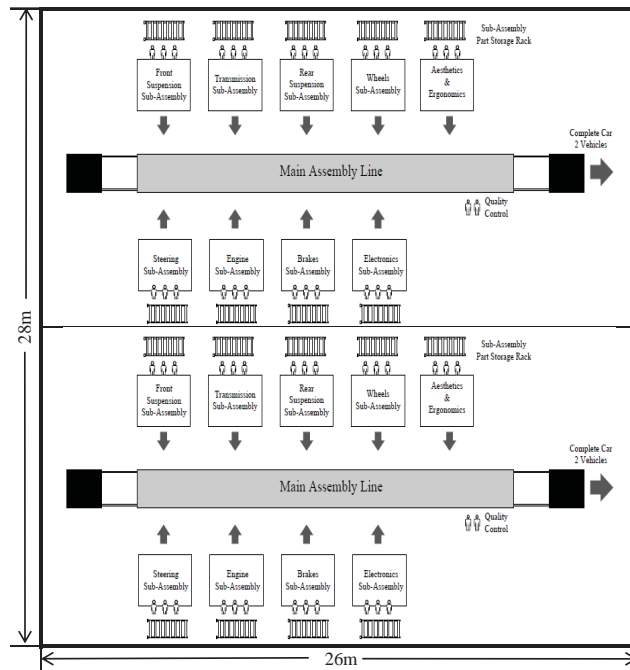 Sub-Assembly
Part Storage Rack
Front
Suspension
Sub-Assembly
Transmission
Sub-Assembly
Rear
Suspension
Sub-Assembly
Wheels
Sub-Assembly
Aesthetics
&
Ergonomics
Complete Car
2 Vehicles
Main Assembly Line
Quality
Control
Steering
Sub-Assembly
Engine
Sub-Assembly
Brakes
Sub-Assembly
Electronics
Sub-Assembly
28m
Sub-Assembly
Part Storage Rack
Front
Suspension
Sub-Assembly
Transmission
Sub-Assembly
Rear
Suspension
Sub-Assembly
Wheels
Sub-Assembly
Aesthetics
&
Ergonomics
Complete Car
2 Vehicles
Main Assembly Line
Quality
Control
Steering
Sub-Assembly
Engine
Sub-Assembly
Brakes
Sub-Assembly
Electronics
Sub-Assembly
26m